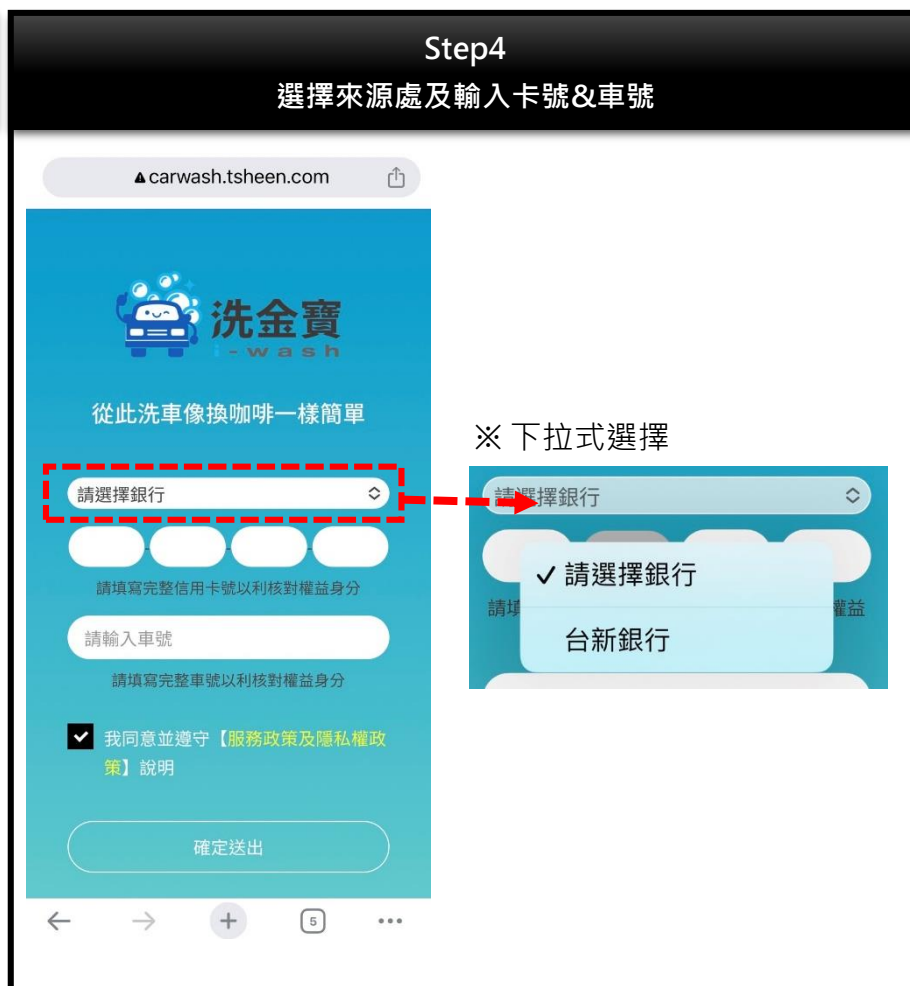 Step4
選擇來源處及輸入卡號&車號
carwash.tsheen.com
洗金寶
i-wash
從此洗車像換咖啡一樣簡單
請選擇銀行
- - -
請填寫完整信用卡號以利核對權益身分
請輸入車號
請填寫完整車號以利核對權益身分
我同意並遵守【服務政策及隱私權政
策】說明
確定送出
5
※ 下拉式選擇
請選擇銀行
✓ 請選擇銀行
請填
權益
台新銀行